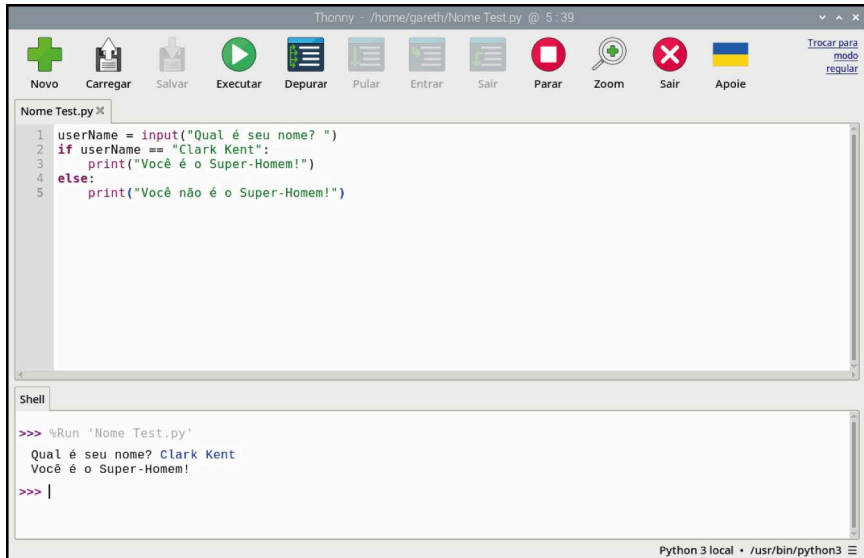 Thonny - /home/gareth/Nome Test.py @ 5:39
Novo Carregar Salvar Executar Depurar Pular Entrar Sair Parar Zoom Sair Apoie
Trocar para
modo
regular
Nome Test.py
1 userName = input("Qual é seu nome? ")
2 if userName == "Clark Kent":
3     print("Você é o Super-Homem!")
4 else:
5     print("Você não é o Super-Homem!")
Shell
>>> %Run 'Nome Test.py'
Qual é seu nome? Clark Kent
Você é o Super-Homem!
>>>
Python 3 local • /usr/bin/python3 ☰